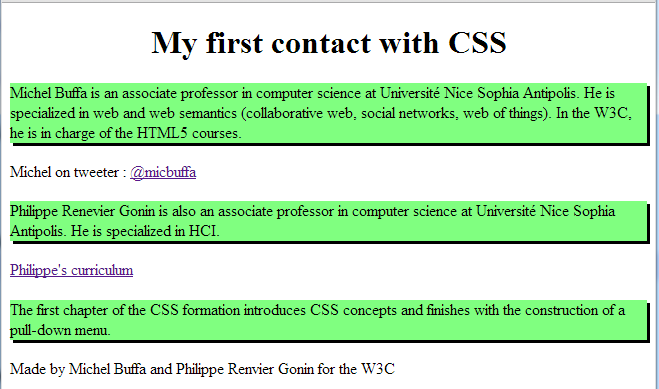 My first contact with CSS
Michel Buffa is an associate professor in computer science at Université Nice Sophia Antipolis. He is
specialized in web and web semantics (collaborative web, social networks, web of things). In the W3C,
he is in charge of the HTML5 courses.
Michel on tweeter : @micbuffa
Philippe Renevier Gonin is also an associate professor in computer science at Université Nice Sophia
Antipolis. He is specialized in HCI.
Philippe's curriculum
The first chapter of the CSS formation introduces CSS concepts and finishes with the construction of a
pull-down menu.
Made by Michel Buffa and Philippe Renvier Gonin for the W3C